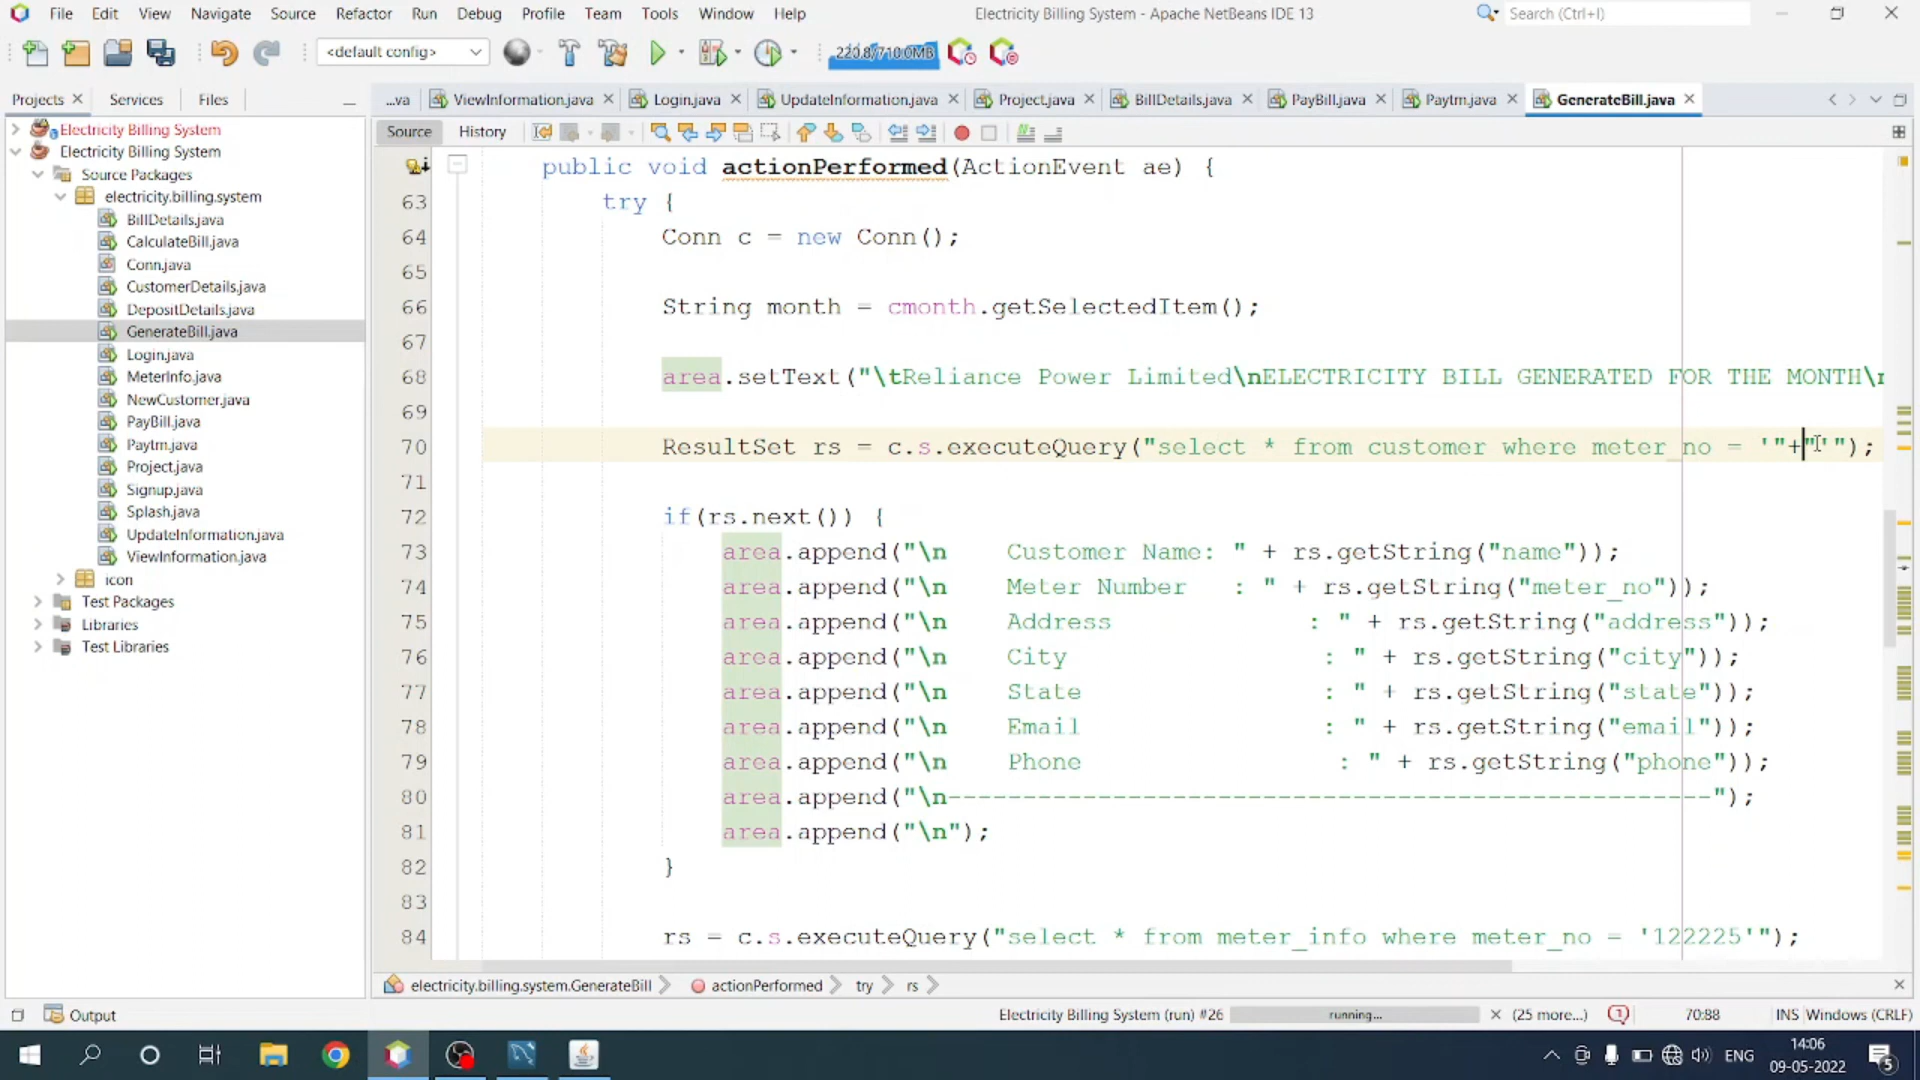 File Edit View Navigate Source Refactor Run Debug Profile Team Tools Window Help
Electricity Billing System - Apache NetBeans IDE 13
Search (Ctrl+I)
<default config>
220.8/710.0MB
Projects Services Files
...va ViewInformation.java Login.java UpdateInformation.java Project.java BillDetails.java PayBill.java Paytm.java GenerateBill.java
Source History
Electricity Billing System
Electricity Billing System
Source Packages
electricity.billing.system
BillDetails.java
CalculateBill.java
Conn.java
CustomerDetails.java
DepositDetails.java
GenerateBill.java
Login.java
MeterInfo.java
NewCustomer.java
PayBill.java
Paytm.java
Project.java
Signup.java
Splash.java
UpdateInformation.java
ViewInformation.java
icon
Test Packages
Libraries
Test Libraries
public void actionPerformed(ActionEvent ae) {
63 try {
64 Conn c = new Conn();
65
66 String month = cmonth.getSelectedItem();
67
68 area.setText("\tReliance Power Limited\nELECTRICITY BILL GENERATED FOR THE MONTH\n
69
70 ResultSet rs = c.s.executeQuery("select * from customer where meter_no = '"+"'");
71
72 if(rs.next()) {
73 area.append("\n Customer Name: " + rs.getString("name"));
74 area.append("\n Meter Number : " + rs.getString("meter_no"));
75 area.append("\n Address : " + rs.getString("address"));
76 area.append("\n City : " + rs.getString("city"));
77 area.append("\n State : " + rs.getString("state"));
78 area.append("\n Email : " + rs.getString("email"));
79 area.append("\n Phone : " + rs.getString("phone"));
80 area.append("\n---------------------------------------------------");
81 area.append("\n");
82 }
83
84 rs = c.s.executeQuery("select * from meter_info where meter_no = '122225'");
electricity.billing.system.GenerateBill actionPerformed try rs
Output
Electricity Billing System (run) #26 running... (25 more...) 1 70:88 INS Windows (CRLF)
ENG
14:06
09-05-2022
5